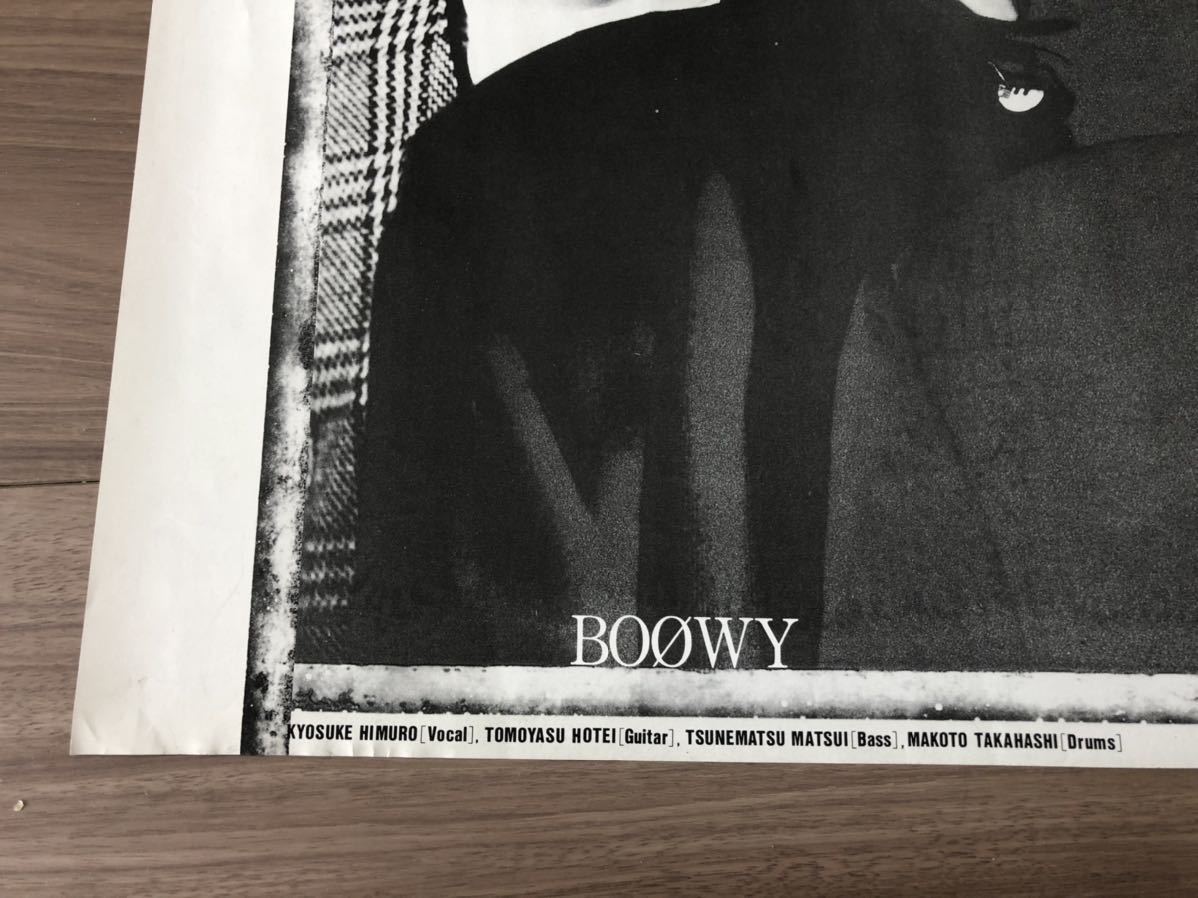 BOØWY
KYOSUKE HIMURO[Vocal], TOMOYASU HOTEI[Guitar], TSUNEMATSU MATSUI[Bass], MAKOTO TAKAHASHI[Drums]